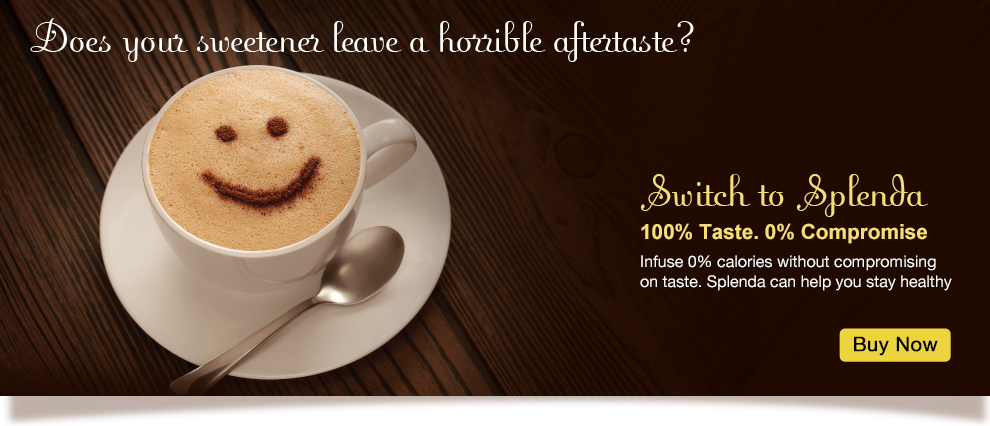 Does your sweetener leave a horrible aftertaste?
Switch to Splenda
100% Taste. 0% Compromise
Infuse 0% calories without compromising
on taste. Splenda can help you stay healthy
Buy Now